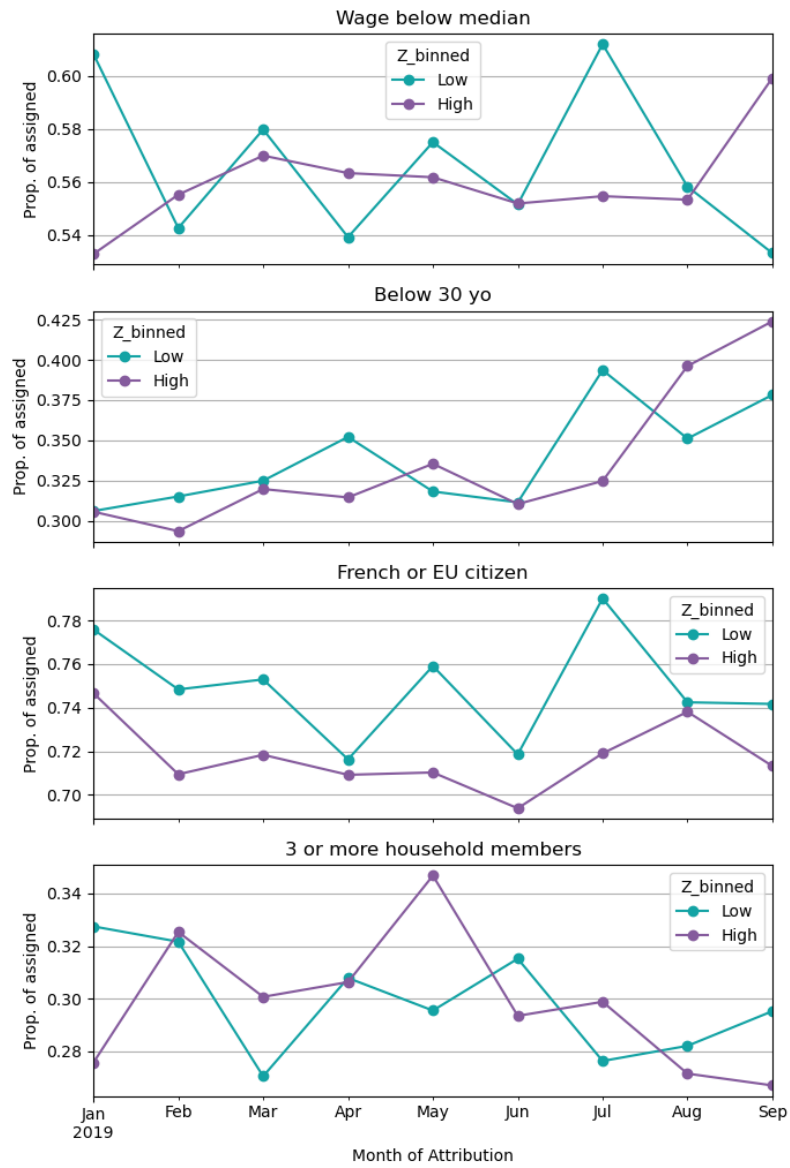 Wage below median
Prop. of assigned
0.60
0.58
0.56
0.54
Z_binned
Low
High
Below 30 yo
Prop. of assigned
0.425
0.400
0.375
0.350
0.325
0.300
Z_binned
Low
High
French or EU citizen
Prop. of assigned
0.78
0.76
0.74
0.72
0.70
Z_binned
Low
High
3 or more household members
Prop. of assigned
0.34
0.32
0.30
0.28
Z_binned
Low
High
Jan Feb Mar Apr May Jun Jul Aug Sep
2019
Month of Attribution